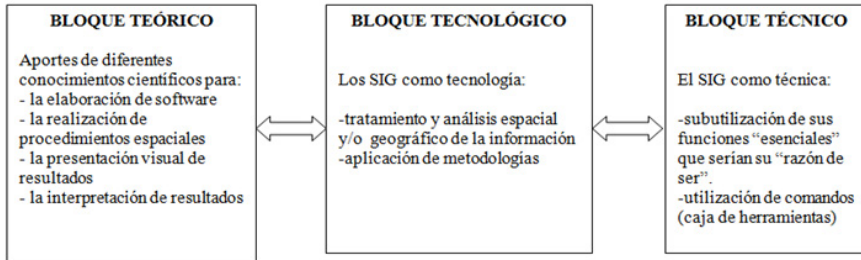 BLOQUE TEÓRICO
Aportes de diferentes
conocimientos científicos para:
- la elaboración de software
- la realización de
procedimientos espaciales
- la presentación visual de
resultados
- la interpretación de resultados
BLOQUE TECNOLÓGICO
Los SIG como tecnología:
-tratamiento y análisis espacial
y/o geográfico de la información
-aplicación de metodologías
BLOQUE TÉCNICO
El SIG como técnica:
-subutilización de sus
funciones “esenciales”
que serían su “razón de
ser”.
-utilización de comandos
(caja de herramientas)